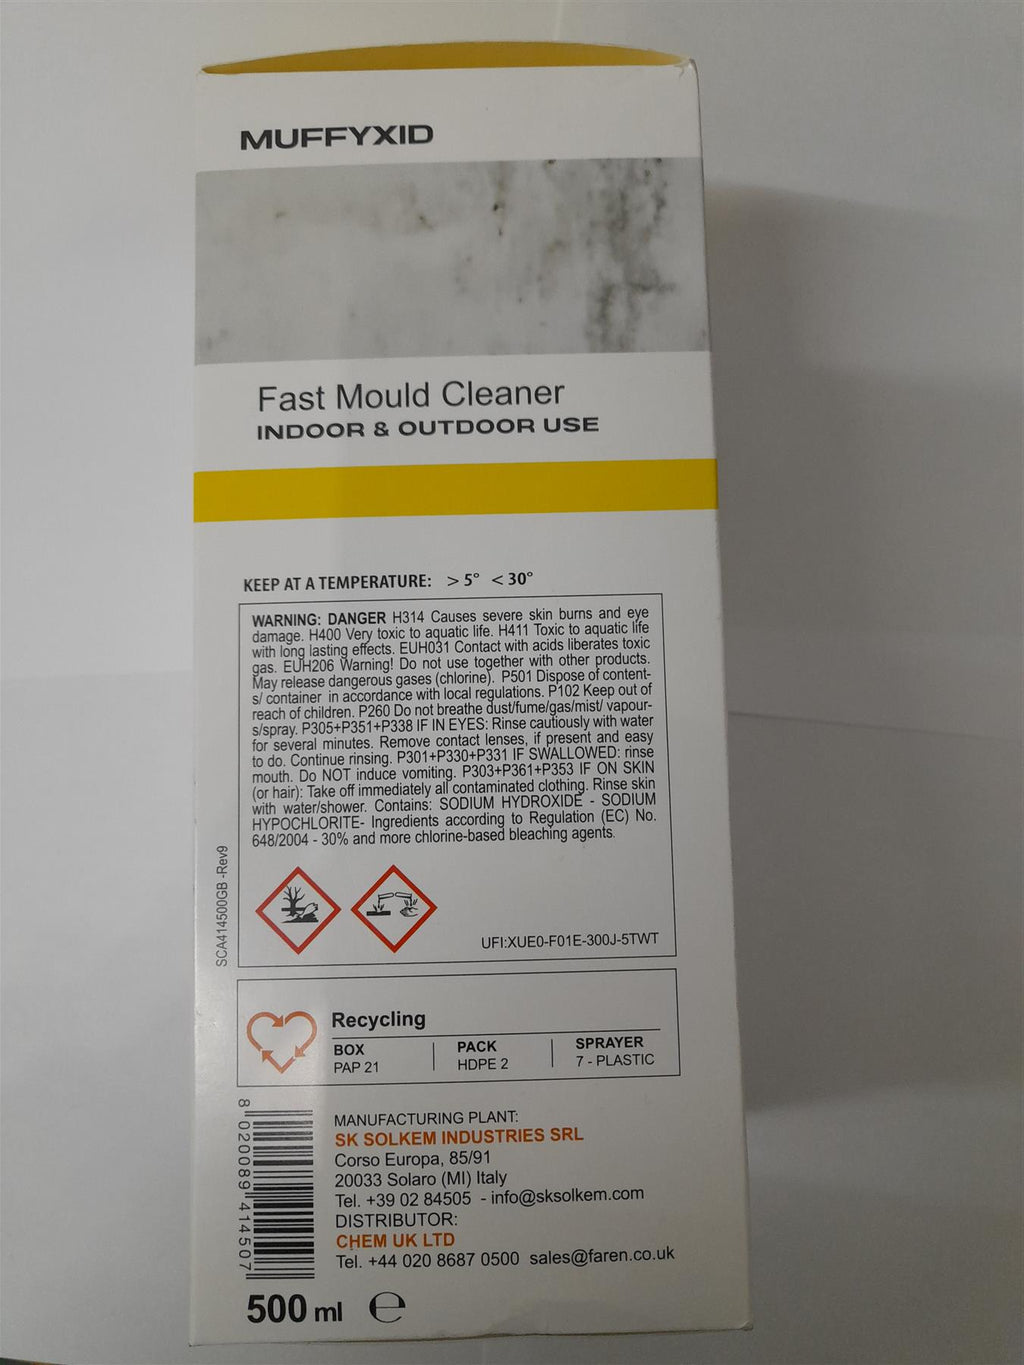 MUFFYXID
Fast Mould Cleaner
INDOOR & OUTDOOR USE
KEEP AT A TEMPERATURE: > 5° < 30°
WARNING: DANGER H314 Causes severe skin burns and eye
damage. H400 Very toxic to aquatic life. H411 Toxic to aquatic life
with long lasting effects. EUH031 Contact with acids liberates toxic
gas. EUH206 Warning! Do not use together with other products.
May release dangerous gases (chlorine). P501 Dispose of content-
s/ container in accordance with local regulations. P102 Keep out of
reach of children. P260 Do not breathe dust/fume/gas/mist/ vapour-
s/spray. P305+P351+P338 IF IN EYES: Rinse cautiously with water
for several minutes. Remove contact lenses, if present and easy
to do. Continue rinsing. P301+P330+P331 IF SWALLOWED: rinse
mouth. Do NOT induce vomiting. P303+P361+P353 IF ON SKIN
(or hair): Take off immediately all contaminated clothing. Rinse skin
with water/shower. Contains: SODIUM HYDROXIDE - SODIUM
HYPOCHLORITE- Ingredients according to Regulation (EC) No.
648/2004 - 30% and more chlorine-based bleaching agents.
UFI:XUE0-F01E-300J-5TWT
SCA414500GB -Rev9
Recycling
BOX
PAP 21
PACK
HDPE 2
SPRAYER
7 - PLASTIC
8 020089 414507
MANUFACTURING PLANT:
SK SOLKEM INDUSTRIES SRL
Corso Europa, 85/91
20033 Solaro (MI) Italy
Tel. +39 02 84505 - info@sksolkem.com
DISTRIBUTOR:
CHEM UK LTD
Tel. +44 020 8687 0500 sales@faren.co.uk
500 ml ℮